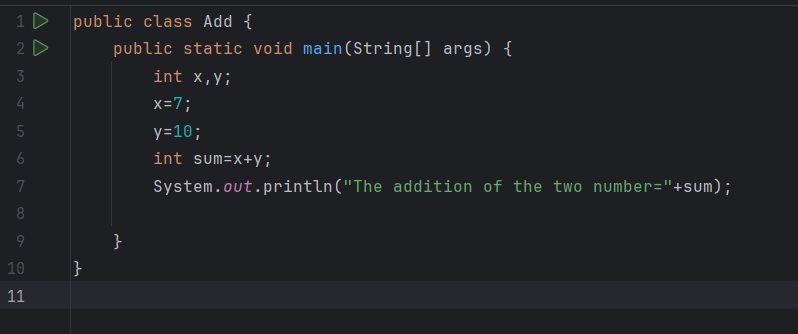 1 public class Add {
2     public static void main(String[] args) {
3         int x,y;
4         x=7;
5         y=10;
6         int sum=x+y;
7         System.out.println("The addition of the two number="+sum);
8
9     }
10 }
11